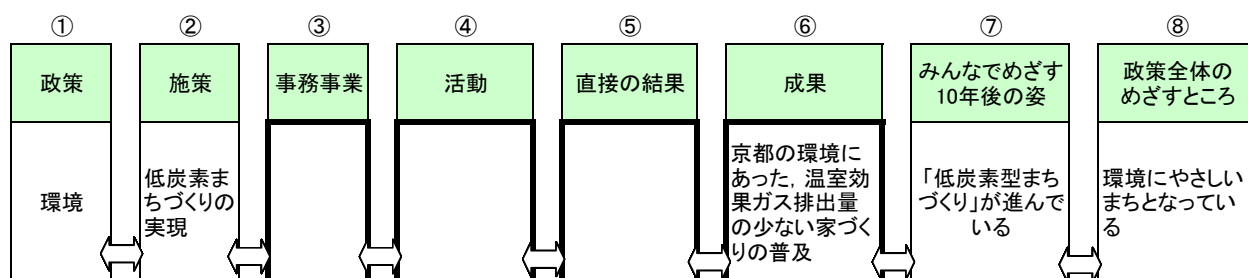 ① ② ③ ④ ⑤ ⑥ ⑦ ⑧
政策
施策
事務事業
活動
直接の結果
成果
みんなでめざす
10年後の姿
政策全体の
めざすところ
環境
低炭素ま
ちづくりの
実現
京都の環境に
あった，温室効
果ガス排出量
の少ない家づく
りの普及
「低炭素型まち
づくり」が進んで
いる
環境にやさしい
まちとなってい
る